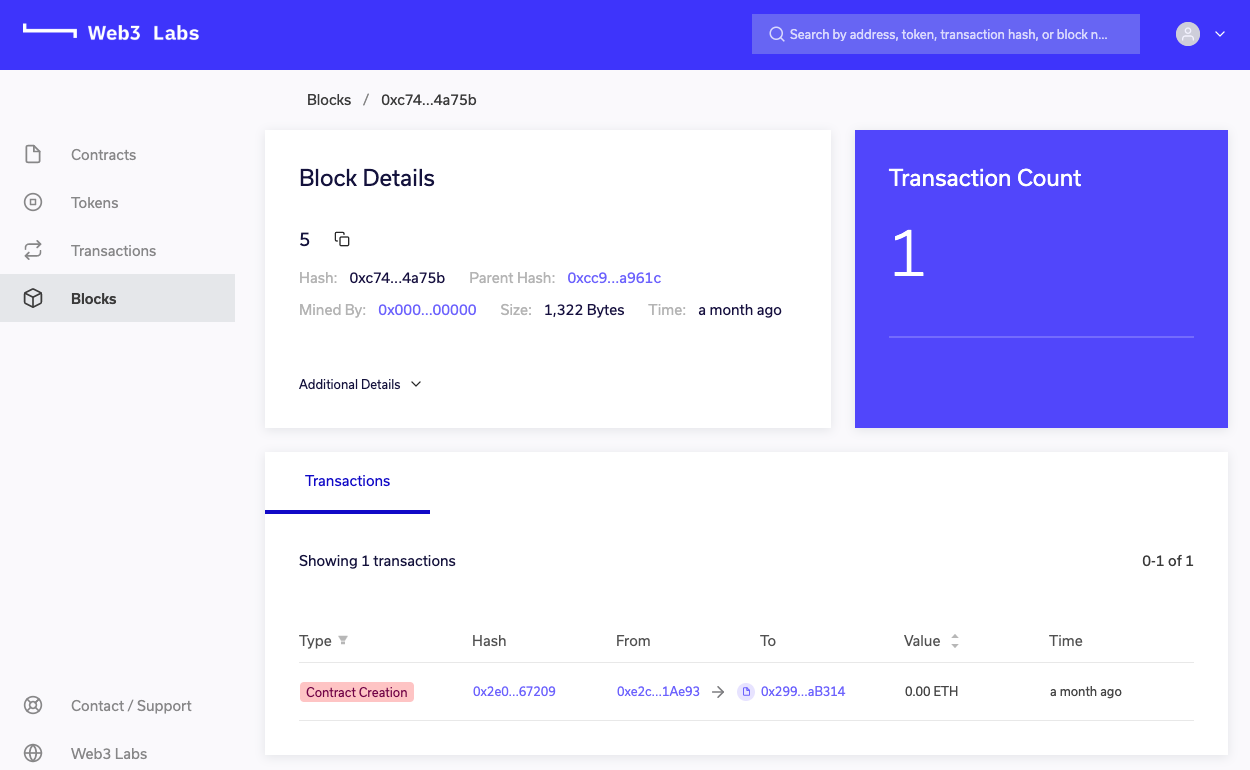 Web3 Labs
Search by address, token, transaction hash, or block n...
Blocks / 0xc74...4a75b
Contracts
Tokens
Transactions
Blocks
Contact / Support
Web3 Labs
Block Details
5
Hash: 0xc74...4a75b Parent Hash: 0xcc9...a961c
Mined By: 0x000...00000 Size: 1,322 Bytes Time: a month ago
Additional Details
Transaction Count
1
Transactions
Showing 1 transactions 0-1 of 1
Type Hash From To Value Time
Contract Creation 0x2e0...67209 0xe2c...1Ae93 0x299...aB314 0.00 ETH a month ago